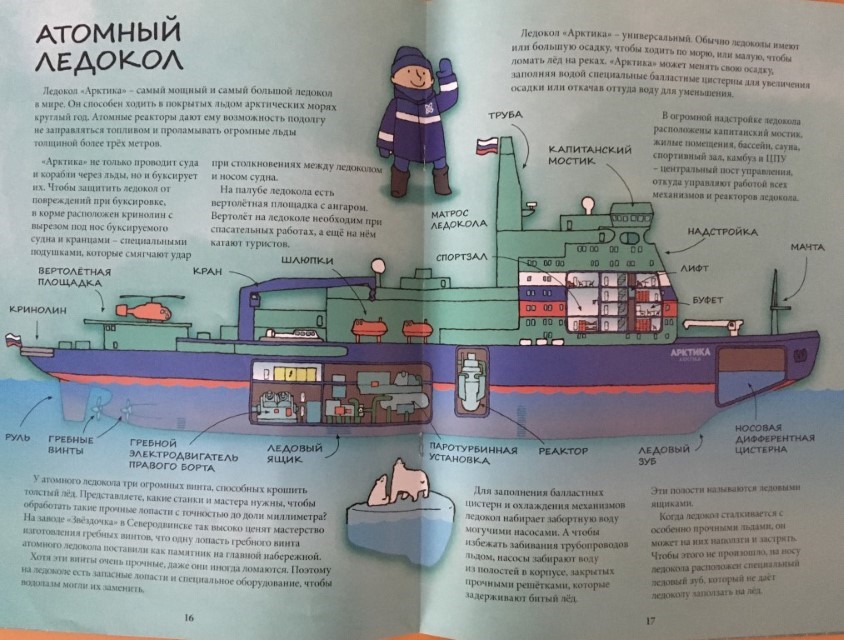 АТОМНЫЙ
ЛЕДОКОЛ
Ледокол «Арктика» – самый мощный и самый большой ледокол
в мире. Он способен ходить в покрытых льдом арктических морях
круглый год. Атомные реакторы дают ему возможность подолгу
не заправляться топливом и проламывать огромные льды
толщиной более трёх метров.
«Арктика» не только проводит суда
и корабли через льды, но и буксирует
их. Чтобы защитить ледокол от
повреждений при буксировке,
в корме расположен кринолин с
вырезом под нос буксируемого
судна и кранцами – специальными
подушками, которые смягчают удар
при столкновениях между ледоколом
и носом судна.
На палубе ледокола есть
вертолётная площадка с ангаром.
Вертолёт на ледоколе необходим при
спасательных работах, а ещё на нём
катают туристов.
Ледокол «Арктика» – универсальный. Обычно ледоколы имеют
или большую осадку, чтобы ходить по морю, или малую, чтобы
ломать лёд на реках. «Арктика» может менять свою осадку,
заполняя водой специальные балластные цистерны для увеличения
осадки или откачивая оттуда воду для уменьшения.
В огромной надстройке ледокола
расположены капитанский мостик,
жилые помещения, бассейн, сауна,
спортивный зал, камбуз и ЦПУ
– центральный пост управления,
откуда управляют работой всех
механизмов и реакторов ледокола.
ТРУБА
КАПИТАНСКИЙ
МОСТИК
МАТРОС
ЛЕДОКОЛА
НАДСТРОЙКА
МАЧТА
СПОРТЗАЛ
ЛИФТ
БУФЕТ
ШЛЮПКИ
КРАН
ВЕРТОЛЁТНАЯ
ПЛОЩАДКА
КРИНОЛИН
АРКТИКА
РУЛЬ
ГРЕБНЫЕ
ВИНТЫ
ГРЕБНОЙ
ЭЛЕКТРОДВИГАТЕЛЬ
ПРАВОГО БОРТА
ЛЕДОВЫЙ
ЯЩИК
ПАРОТУРБИННАЯ
УСТАНОВКА
РЕАКТОР
ЛЕДОВЫЙ
ЗУБ
НОСОВАЯ
ДИФФЕРЕНТНАЯ
ЦИСТЕРНА
У атомного ледокола три огромных винта, способных крошить
толстый лёд. Представляете, какие станки и мастера нужны, чтобы
обработать такие прочные лопасти с точностью до доли миллиметра?
На заводе «Звёздочка» в Северодвинске так высоко ценят мастерство
изготовления гребных винтов, что одну лопасть гребного винта
атомного ледокола поставили как памятник на главной набережной.
Хотя эти винты очень прочные, даже они иногда ломаются. Поэтому
на ледоколе есть запасные лопасти и специальное оборудование, чтобы
водолазы могли их заменить.
Для заполнения балластных
цистерн и охлаждения механизмов
ледокол набирает забортную воду
могучими насосами. А чтобы
избежать забивания трубопроводов
льдом, насосы забирают воду
из полостей в корпусе, закрытых
прочными решётками, которые
задерживают битый лёд.
Эти полости называются ледовыми
ящиками.
Когда ледокол сталкивается с
особенно прочными льдами, он
может на них наползти и застрять.
Чтобы этого не произошло, на носу
ледокола расположен специальный
ледовый зуб, который не даёт
ледоколу заползать на лёд.
16
17